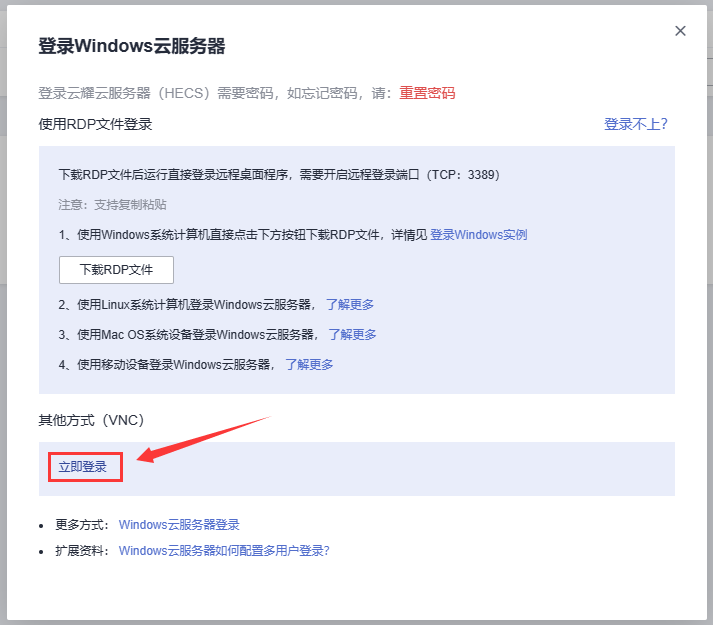 登录Windows云服务器
登录云耀云服务器（HECS）需要密码，如忘记密码，请：重置密码
使用RDP文件登录 登录不上?
下载RDP文件后运行直接登录远程桌面程序，需要开启远程登录端口（TCP：3389）
注意：支持复制粘贴
1、使用Windows系统计算机直接点击下方按钮下载RDP文件，详情见 登录Windows实例
下载RDP文件
2、使用Linux系统计算机登录Windows云服务器， 了解更多
3、使用Mac OS系统设备登录Windows云服务器， 了解更多
4、使用移动设备登录Windows云服务器， 了解更多
其他方式（VNC）
立即登录
• 更多方式： Windows云服务器登录
• 扩展资料： Windows云服务器如何配置多用户登录?